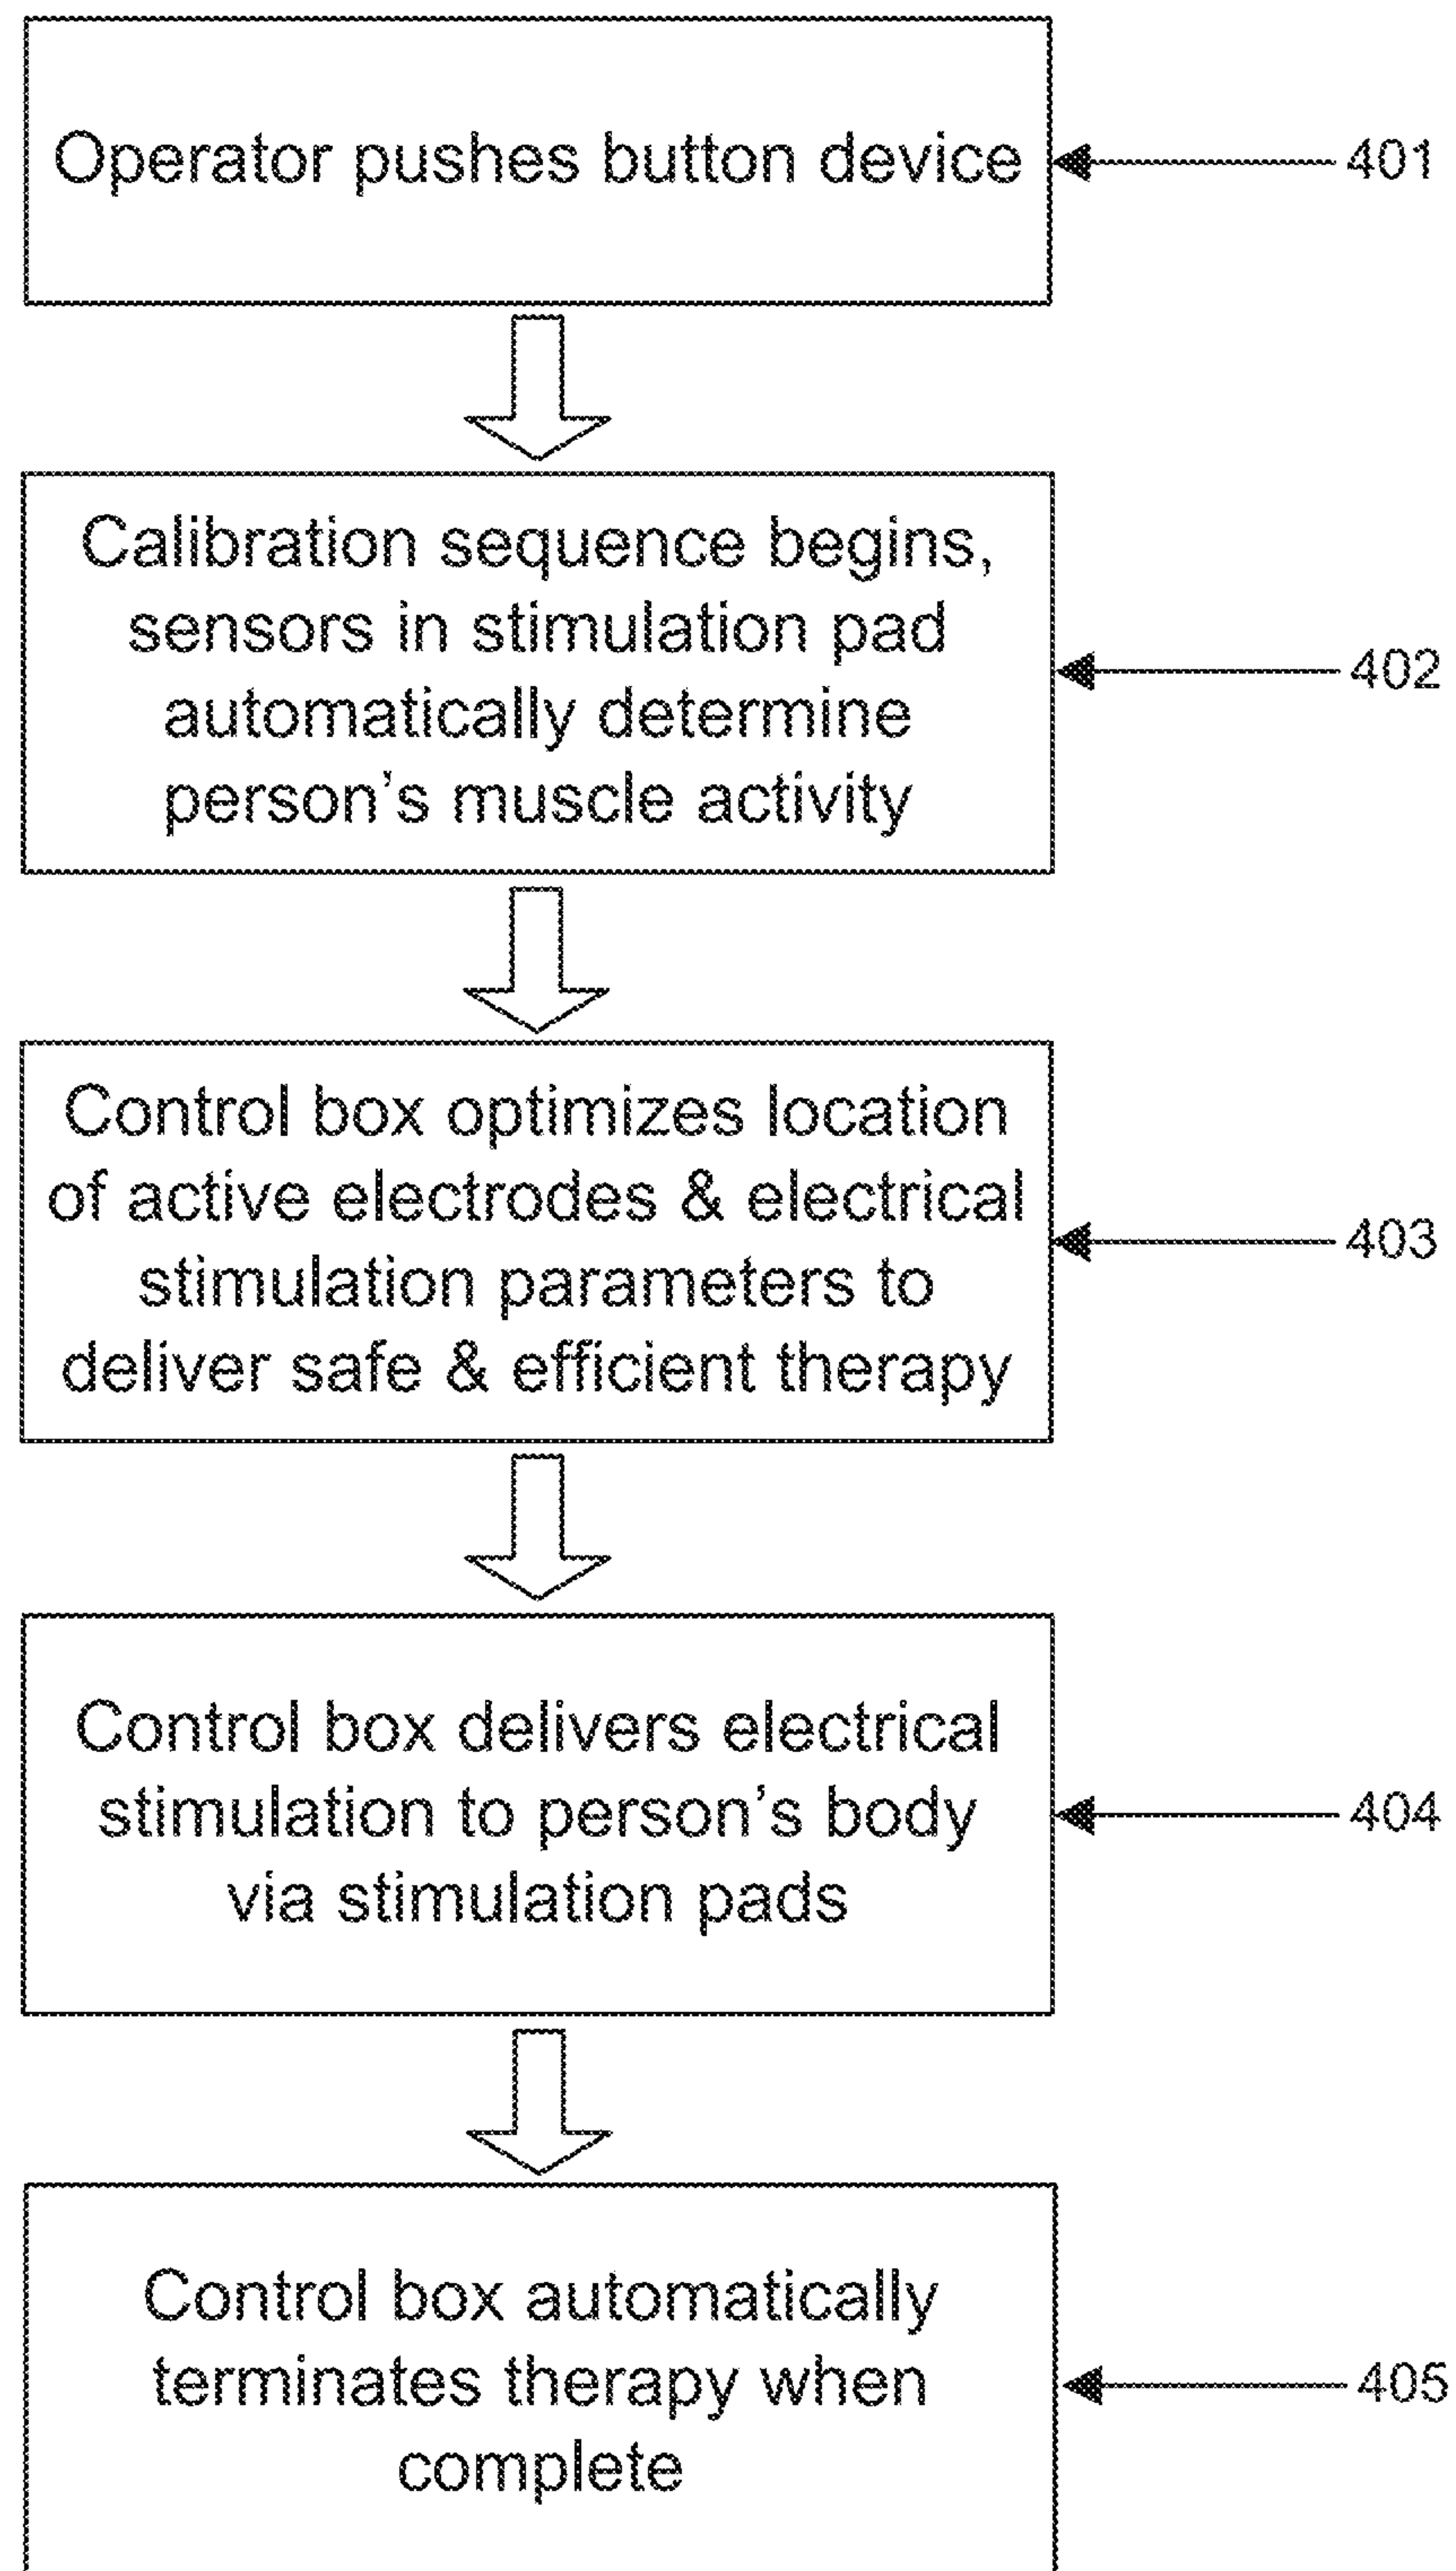 Operator pushes button device
401
Calibration sequence begins,
sensors in stimulation pad
automatically determine
person's muscle activity
402
Control box optimizes location
of active electrodes & electrical
stimulation parameters to
deliver safe & efficient therapy
403
Control box delivers electrical
stimulation to person's body
via stimulation pads
404
Control box automatically
terminates therapy when
complete
405